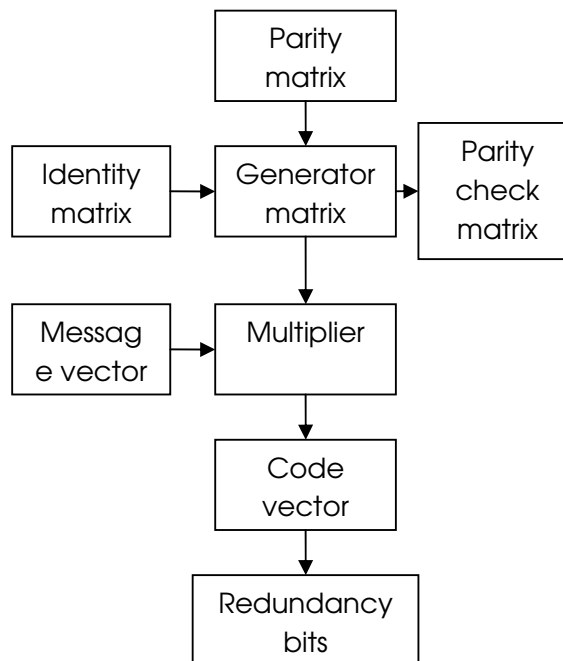 Parity
matrix
Identity
matrix
Generator
matrix
Parity
check
matrix
Messag
e vector
Multiplier
Code
vector
Redundancy
bits